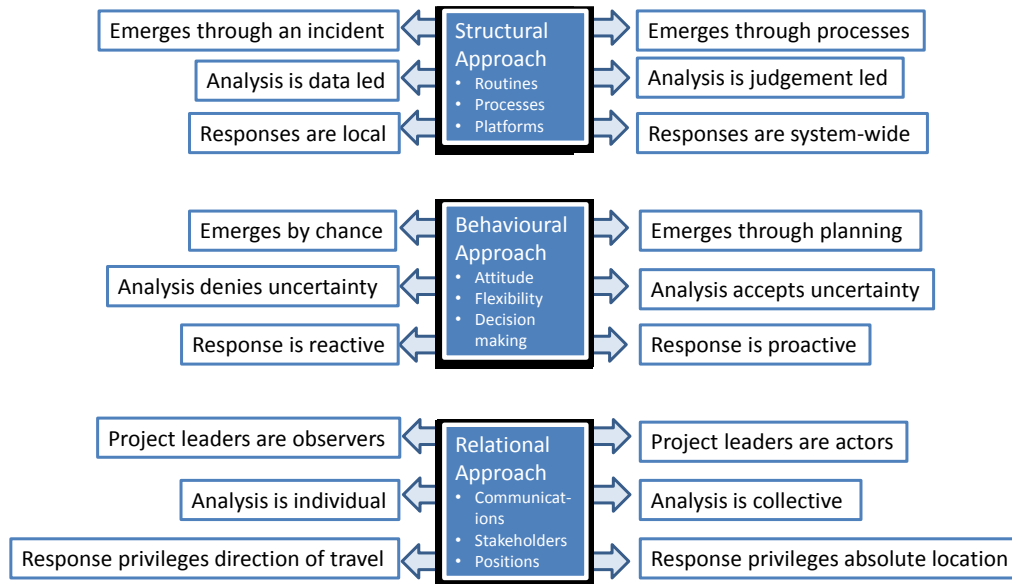 Emerges through an incident
Analysis is data led
Responses are local
Structural
Approach
• Routines
• Processes
• Platforms
Emerges through processes
Analysis is judgement led
Responses are system-wide
Emerges by chance
Analysis denies uncertainty
Response is reactive
Behavioural
Approach
• Attitude
• Flexibility
• Decision
making
Emerges through planning
Analysis accepts uncertainty
Response is proactive
Project leaders are observers
Analysis is individual
Response privileges direction of travel
Relational
Approach
• Communicat-
ions
• Stakeholders
• Positions
Project leaders are actors
Analysis is collective
Response privileges absolute location